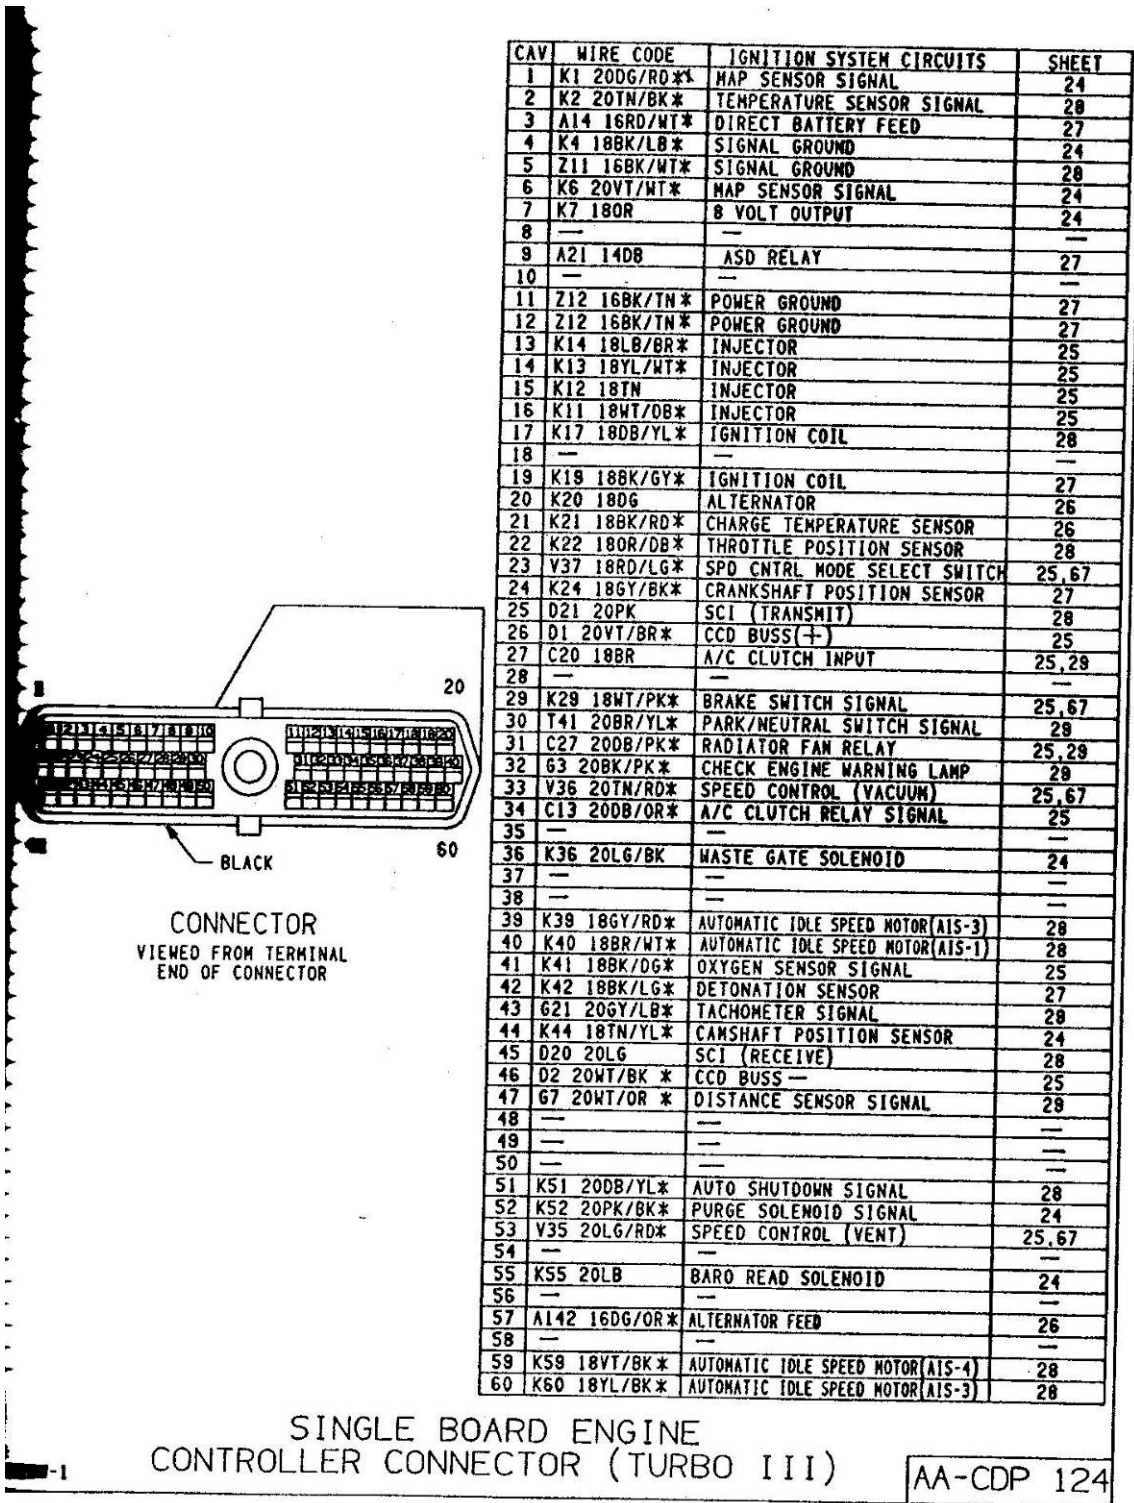 CAV WIRE CODE IGNITION SYSTEM CIRCUITS SHEET
1 K1 20DG/RD* MAP SENSOR SIGNAL 24
2 K2 20TN/BK* TEMPERATURE SENSOR SIGNAL 28
3 A14 16RD/WT* DIRECT BATTERY FEED 27
4 K4 18BK/LB* SIGNAL GROUND 24
5 Z11 16BK/WT* SIGNAL GROUND 28
6 K6 20VT/WT* MAP SENSOR SIGNAL 24
7 K7 18OR 8 VOLT OUTPUT 24
8 — — —
9 A21 14DB ASD RELAY 27
10 — — —
11 Z12 16BK/TN* POWER GROUND 27
12 Z12 16BK/TN* POWER GROUND 27
13 K14 18LB/BR* INJECTOR 25
14 K13 18YL/WT* INJECTOR 25
15 K12 18TN INJECTOR 25
16 K11 18WT/DB* INJECTOR 25
17 K17 18DB/YL* IGNITION COIL 28
18 — — —
19 K19 18BK/GY* IGNITION COIL 27
20 K20 18DG ALTERNATOR 26
21 K21 18BK/RD* CHARGE TEMPERATURE SENSOR 26
22 K22 18OR/DB* THROTTLE POSITION SENSOR 28
23 V37 18RD/LG* SPD CNTRL MODE SELECT SWITCH 25,67
24 K24 18GY/BK* CRANKSHAFT POSITION SENSOR 27
25 D21 20PK SCI (TRANSMIT) 28
26 D1 20VT/BR* CCD BUSS(+) 25
27 C20 18BR A/C CLUTCH INPUT 25,29
28 — — —
29 K29 18WT/PK* BRAKE SWITCH SIGNAL 25,67
30 T41 20BR/YL* PARK/NEUTRAL SWITCH SIGNAL 29
31 C27 20DB/PK* RADIATOR FAN RELAY 25,29
32 G3 20BK/PK* CHECK ENGINE WARNING LAMP 29
33 V36 20TN/RD* SPEED CONTROL (VACUUM) 25,67
34 C13 20DB/OR* A/C CLUTCH RELAY SIGNAL 25
35 — — —
36 K36 20LG/BK WASTE GATE SOLENOID 24
37 — — —
38 — — —
39 K39 18GY/RD* AUTOMATIC IDLE SPEED MOTOR(AIS-3) 28
40 K40 18BR/WT* AUTOMATIC IDLE SPEED MOTOR(AIS-1) 28
41 K41 18BK/DG* OXYGEN SENSOR SIGNAL 25
42 K42 18BK/LG* DETONATION SENSOR 27
43 G21 20GY/LB* TACHOMETER SIGNAL 29
44 K44 18TN/YL* CAMSHAFT POSITION SENSOR 24
45 D20 20LG SCI (RECEIVE) 28
46 D2 20WT/BK * CCD BUSS — 25
47 G7 20WT/OR * DISTANCE SENSOR SIGNAL 29
48 — — —
49 — — —
50 — — —
51 K51 20DB/YL* AUTO SHUTDOWN SIGNAL 28
52 K52 20PK/BK* PURGE SOLENOID SIGNAL 24
53 V35 20LG/RD* SPEED CONTROL (VENT) 25,67
54 — — —
55 K55 20LB BARO READ SOLENOID 24
56 — — —
57 A142 16DG/OR* ALTERNATOR FEED 26
58 — — —
59 K59 18VT/BK* AUTOMATIC IDLE SPEED MOTOR(AIS-4) 28
60 K60 18YL/BK* AUTOMATIC IDLE SPEED MOTOR(AIS-3) 28
20
11 12 13 14 15 16 17 18 19 20
60
BLACK
CONNECTOR
VIEWED FROM TERMINAL
END OF CONNECTOR
SINGLE BOARD ENGINE
CONTROLLER CONNECTOR (TURBO III)
-1
AA-CDP 124